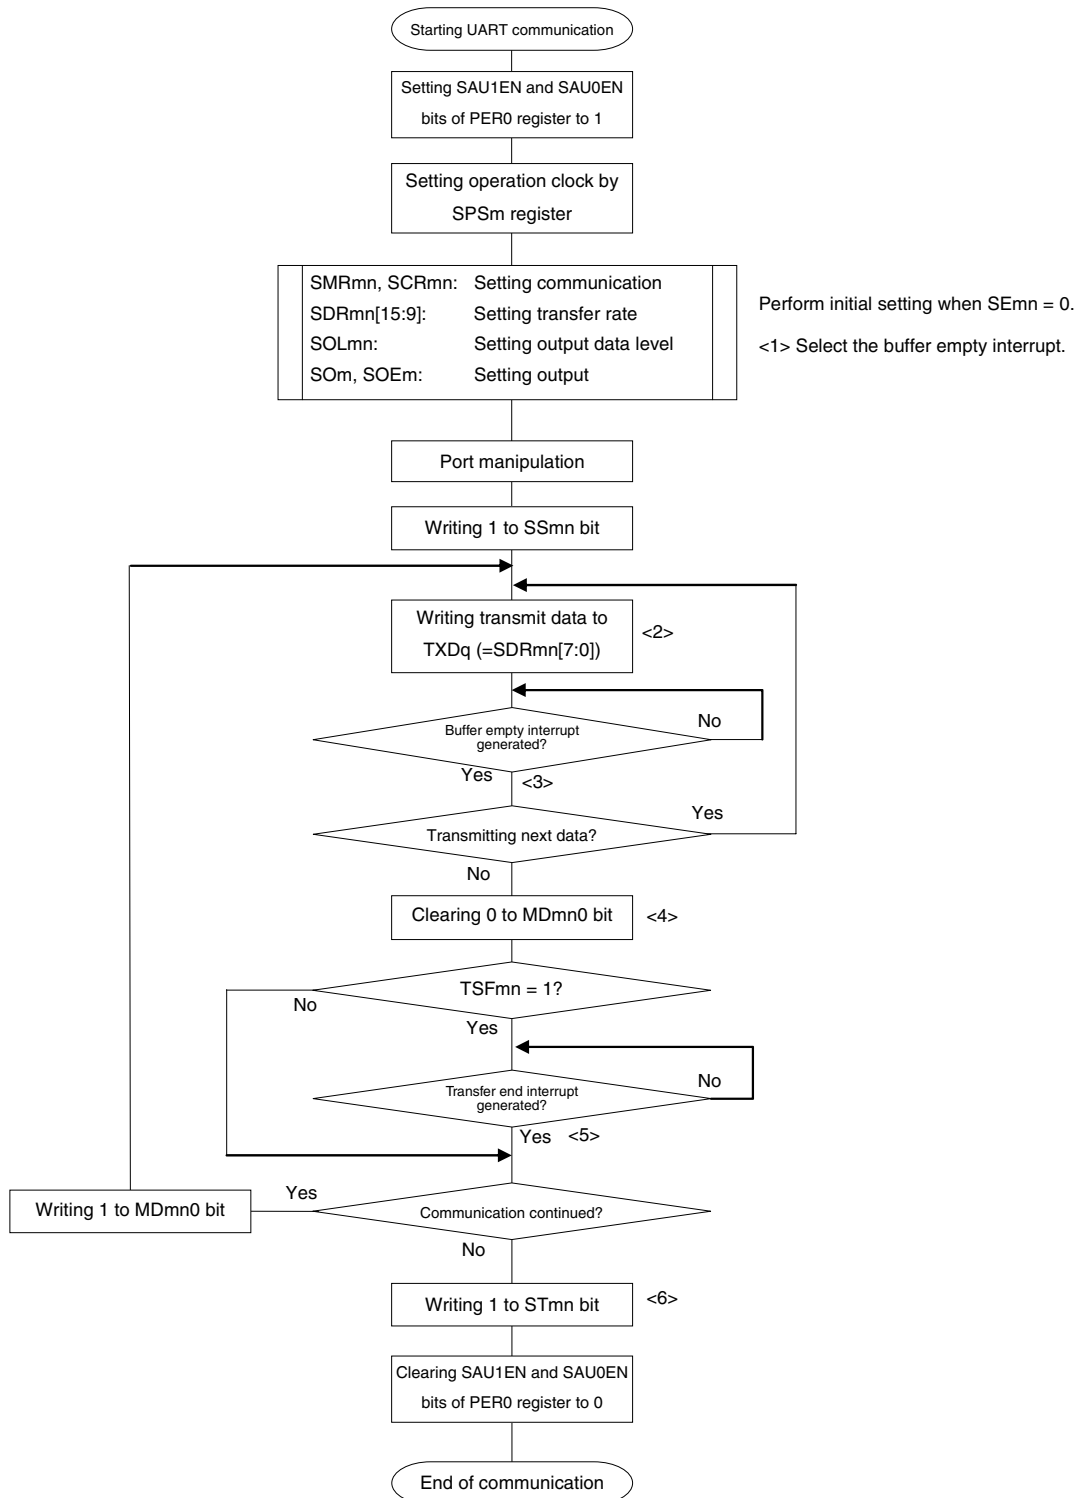 Starting UART communication
Setting SAU1EN and SAU0EN
bits of PER0 register to 1
Setting operation clock by
SPSm register
SMRmn, SCRmn: Setting communication
SDRmn[15:9]: Setting transfer rate
SOLmn: Setting output data level
SOm, SOEm: Setting output
Perform initial setting when SEmn = 0.
<1> Select the buffer empty interrupt.
Port manipulation
Writing 1 to SSmn bit
Writing transmit data to
TXDq (=SDRmn[7:0])
<2>
Buffer empty interrupt
generated?
No
Yes
<3>
Transmitting next data?
Yes
No
Clearing 0 to MDmn0 bit
<4>
TSFmn = 1?
No
Yes
Transfer end interrupt
generated?
No
Yes
<5>
Communication continued?
Yes
Writing 1 to MDmn0 bit
No
Writing 1 to STmn bit
<6>
Clearing SAU1EN and SAU0EN
bits of PER0 register to 0
End of communication